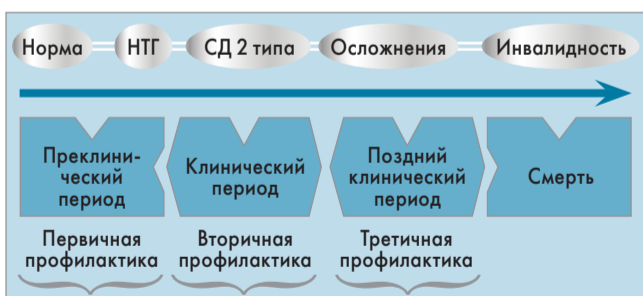 Норма НТГ СД 2 типа Осложнения Инвалидность
Преклини-
ческий
период
Клинический
период
Поздний
клинический
период
Смерть
Первичная
профилактика
Вторичная
профилактика
Третичная
профилактика